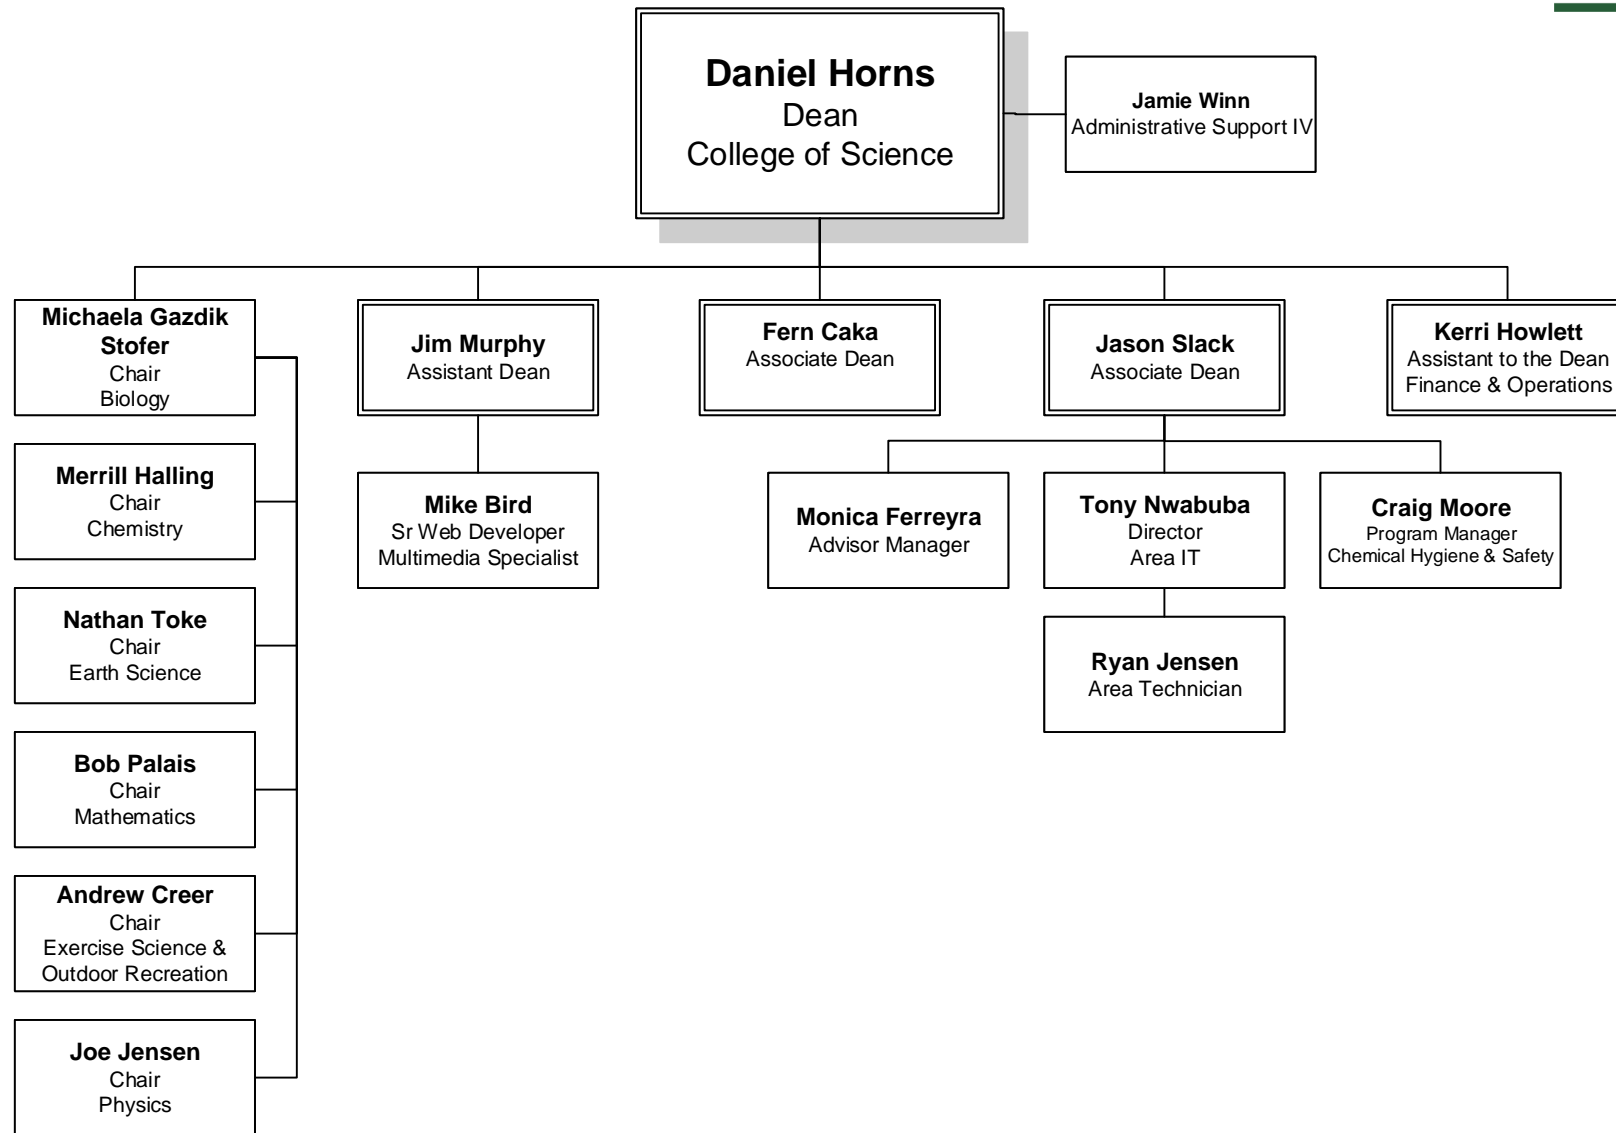 Daniel Horns
Dean
College of Science
Jamie Winn
Administrative Support IV
Michaela Gazdik
Stofer
Chair
Biology
Jim Murphy
Assistant Dean
Fern Caka
Associate Dean
Jason Slack
Associate Dean
Kerri Howlett
Assistant to the Dean
Finance & Operations
Merrill Halling
Chair
Chemistry
Mike Bird
Sr Web Developer
Multimedia Specialist
Monica Ferreyra
Advisor Manager
Tony Nwabuba
Director
Area IT
Craig Moore
Program Manager
Chemical Hygiene & Safety
Nathan Toke
Chair
Earth Science
Ryan Jensen
Area Technician
Bob Palais
Chair
Mathematics
Andrew Creer
Chair
Exercise Science &
Outdoor Recreation
Joe Jensen
Chair
Physics